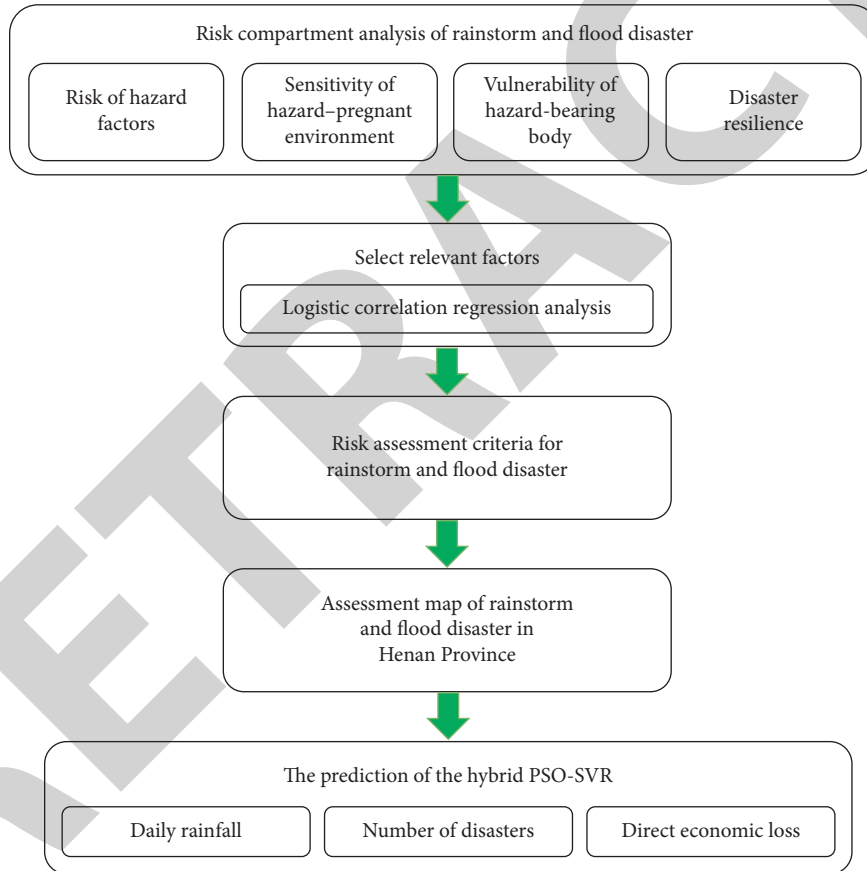 Risk compartment analysis of rainstorm and flood disaster
Risk of hazard
factors
Sensitivity of
hazard–pregnant
environment
Vulnerability of
hazard-bearing
body
Disaster
resilience
Select relevant factors
Logistic correlation regression analysis
Risk assessment criteria for
rainstorm and flood disaster
Assessment map of rainstorm
and flood disaster in
Henan Province
The prediction of the hybrid PSO-SVR
Daily rainfall
Number of disasters
Direct economic loss
RETRAC